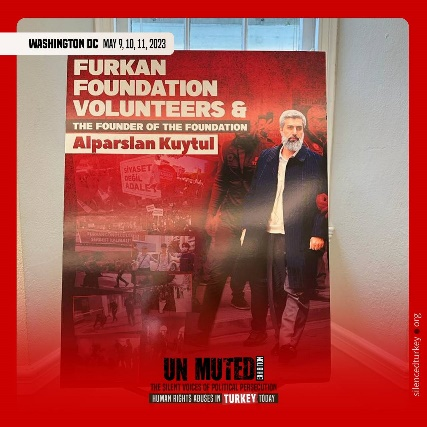 WASHINGTON DC MAY 9, 10, 11, 2023
FURKAN
FOUNDATION
VOLUNTEERS &
THE FOUNDER OF THE FOUNDATION
Alparslan Kuytul
SİYASET
DEĞİL
ADALET
UN MUTED
THE SILENT VOICES OF POLITICAL PERSECUTION
HUMAN RIGHTS ABUSES IN TURKEY TODAY
silencedturkey org